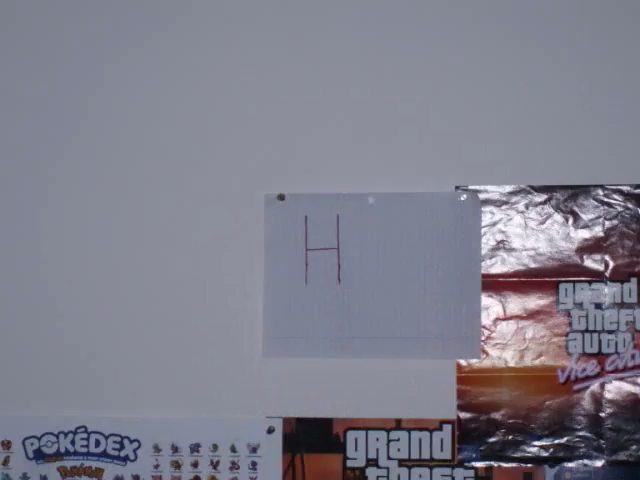 H
grand
theft
auto
vice city
POKÉDEX
grand
theft